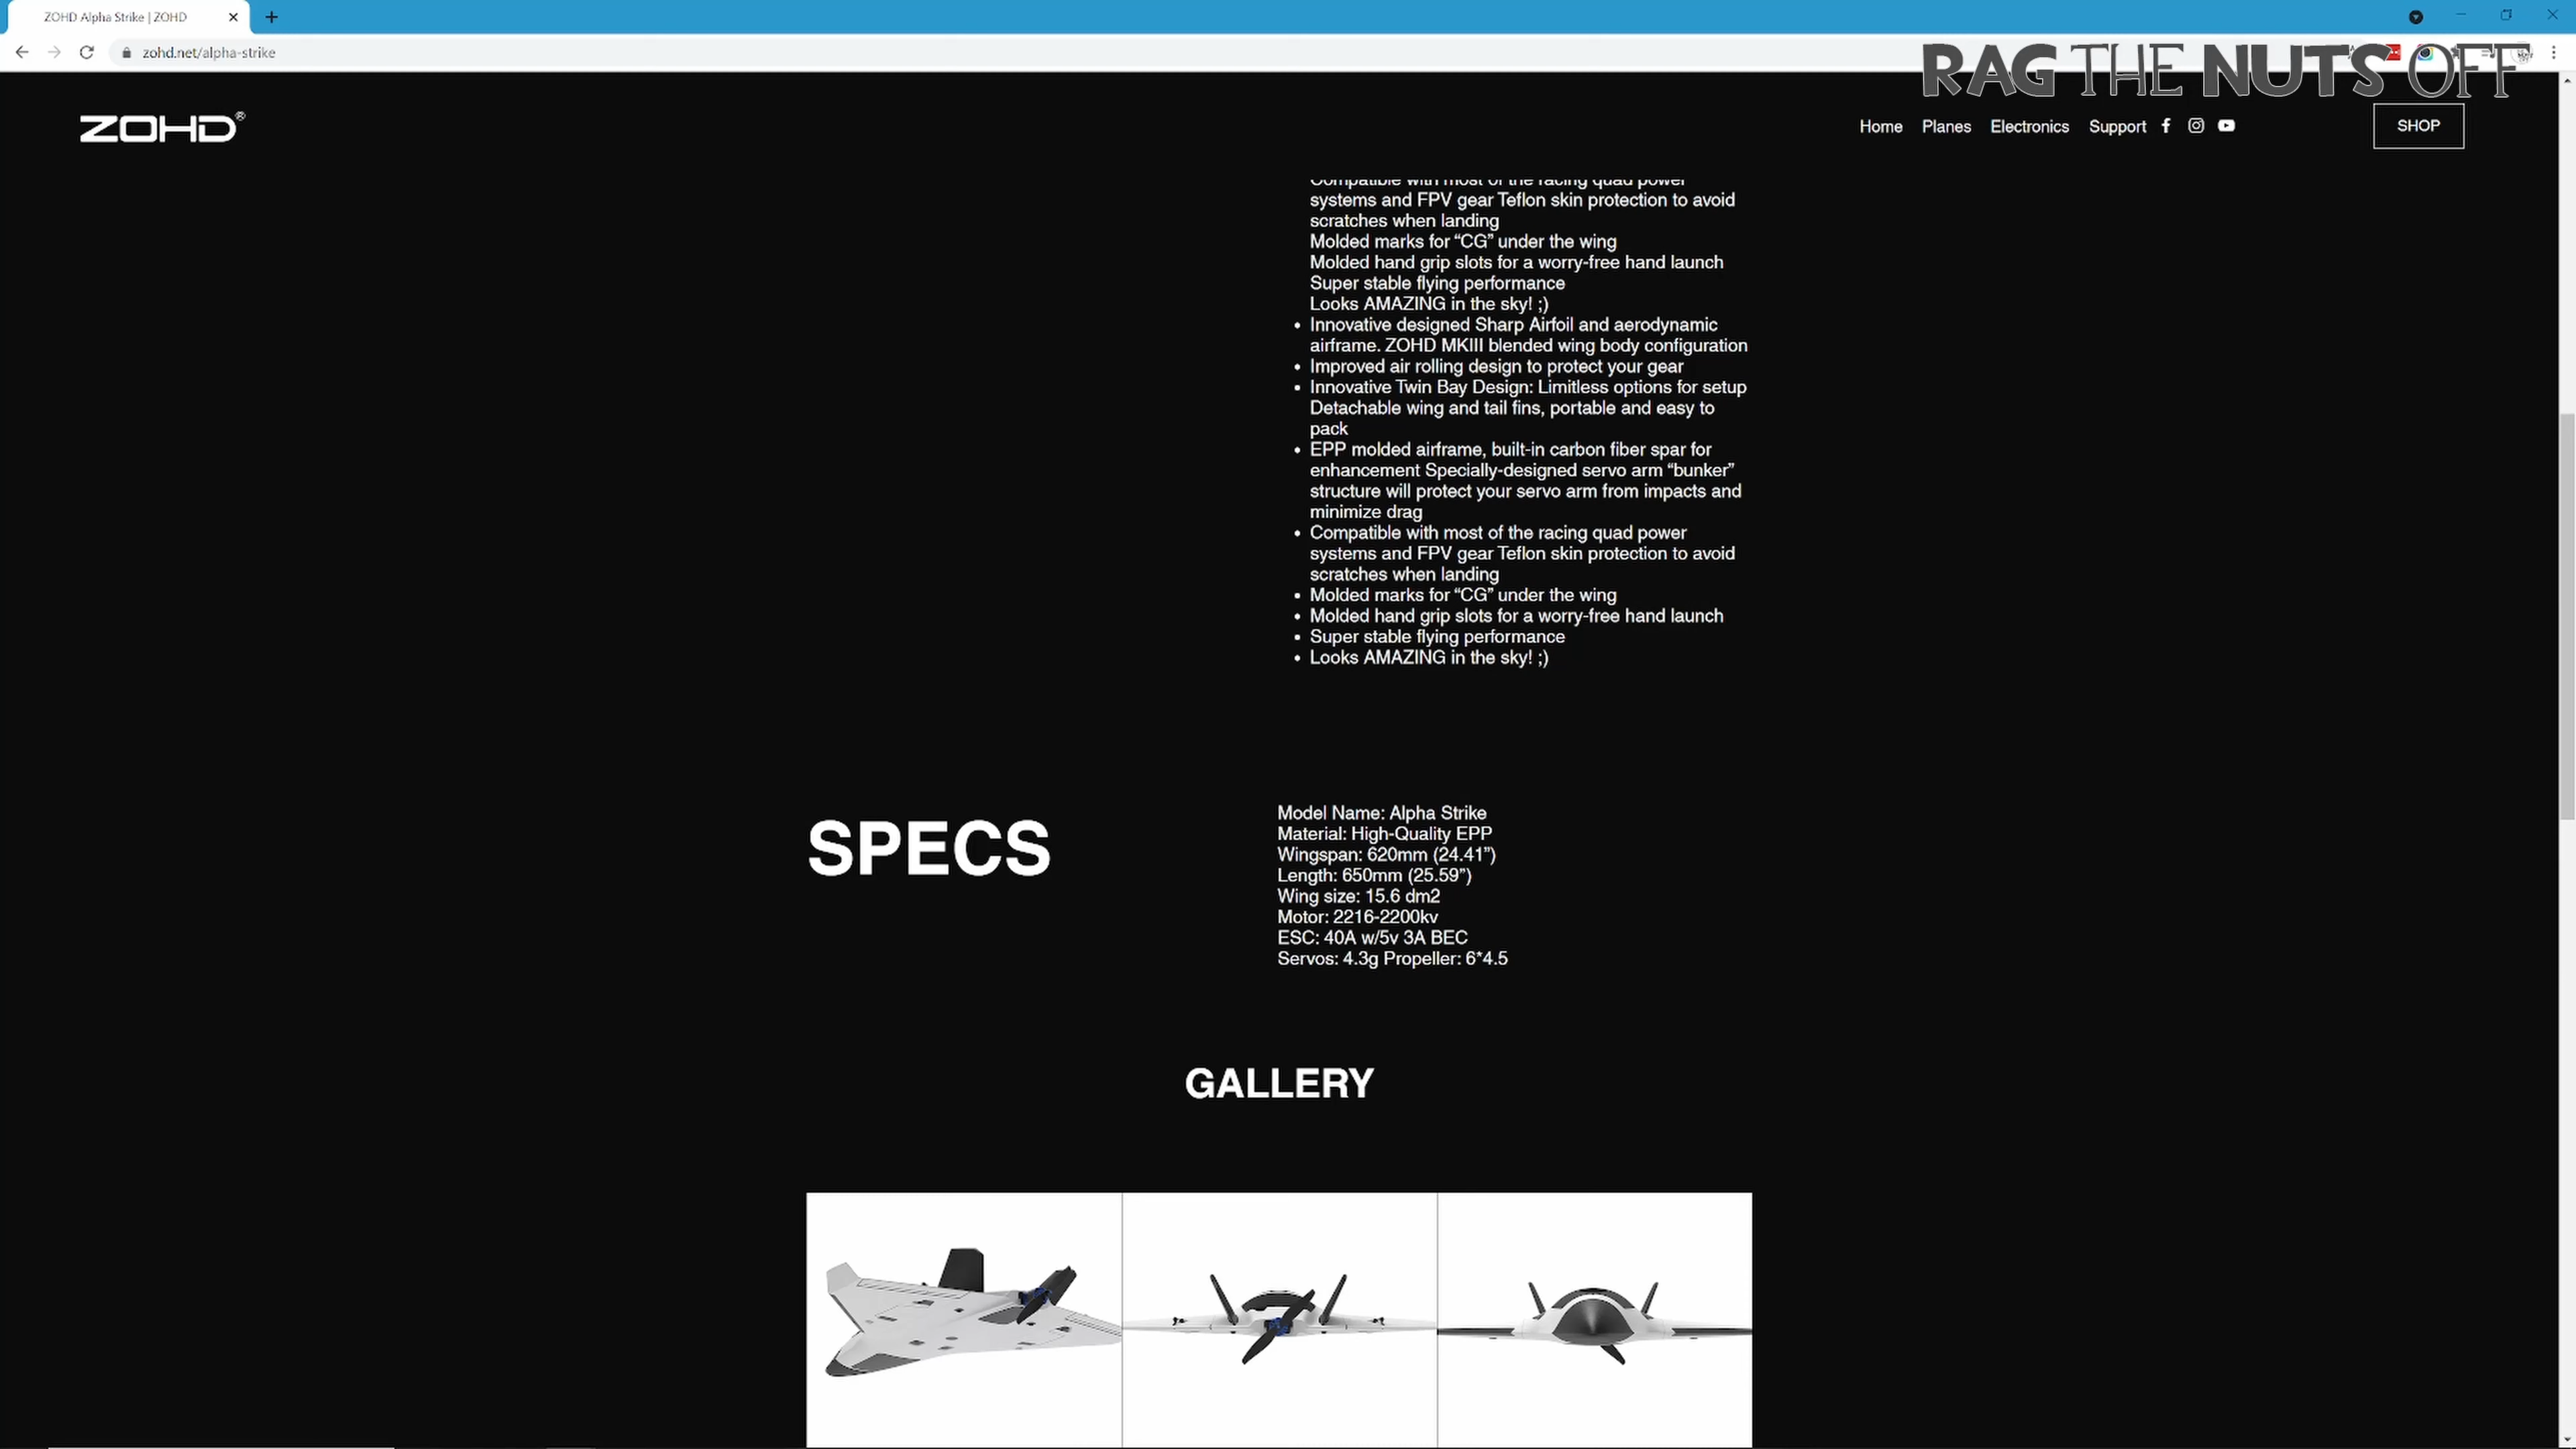 ZOHD Alpha Strike | ZOHD
zohd.net/alpha-strike
RAG THE NUTS OFF
ZOHD®
Home Planes Electronics Support
SHOP
Compatible with most of the racing quad power
systems and FPV gear Teflon skin protection to avoid
scratches when landing
Molded marks for “CG” under the wing
Molded hand grip slots for a worry-free hand launch
Super stable flying performance
Looks AMAZING in the sky! ;)
• Innovative designed Sharp Airfoil and aerodynamic
airframe. ZOHD MKIII blended wing body configuration
• Improved air rolling design to protect your gear
• Innovative Twin Bay Design: Limitless options for setup
Detachable wing and tail fins, portable and easy to
pack
• EPP molded airframe, built-in carbon fiber spar for
enhancement Specially-designed servo arm “bunker”
structure will protect your servo arm from impacts and
minimize drag
• Compatible with most of the racing quad power
systems and FPV gear Teflon skin protection to avoid
scratches when landing
• Molded marks for “CG” under the wing
• Molded hand grip slots for a worry-free hand launch
• Super stable flying performance
• Looks AMAZING in the sky! ;)
SPECS
Model Name: Alpha Strike
Material: High-Quality EPP
Wingspan: 620mm (24.41”)
Length: 650mm (25.59”)
Wing size: 15.6 dm2
Motor: 2216-2200kv
ESC: 40A w/5v 3A BEC
Servos: 4.3g Propeller: 6*4.5
GALLERY